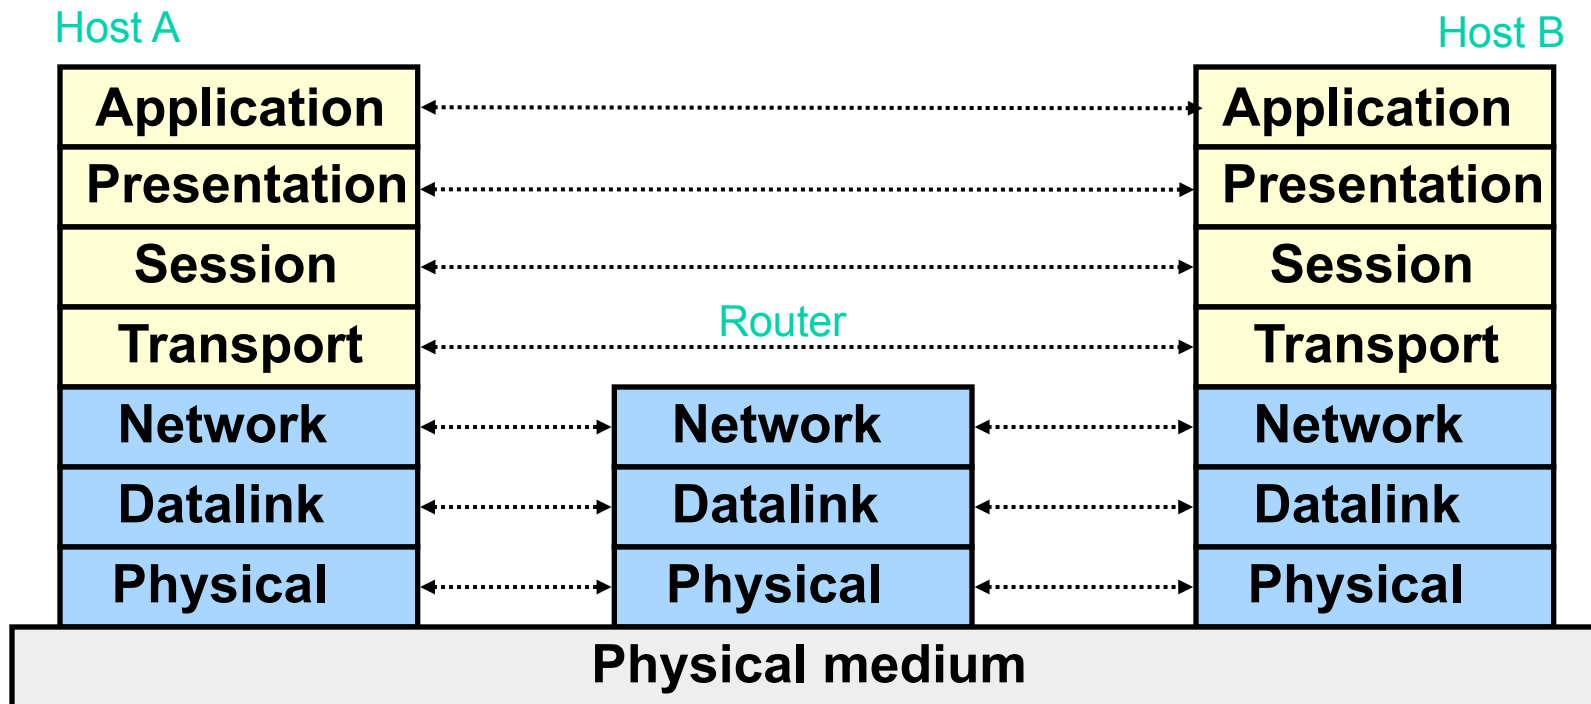 Host A
Host B
Application
Application
Presentation
Presentation
Session
Session
Router
Transport
Transport
Network
Network
Network
Datalink
Datalink
Datalink
Physical
Physical
Physical
Physical medium